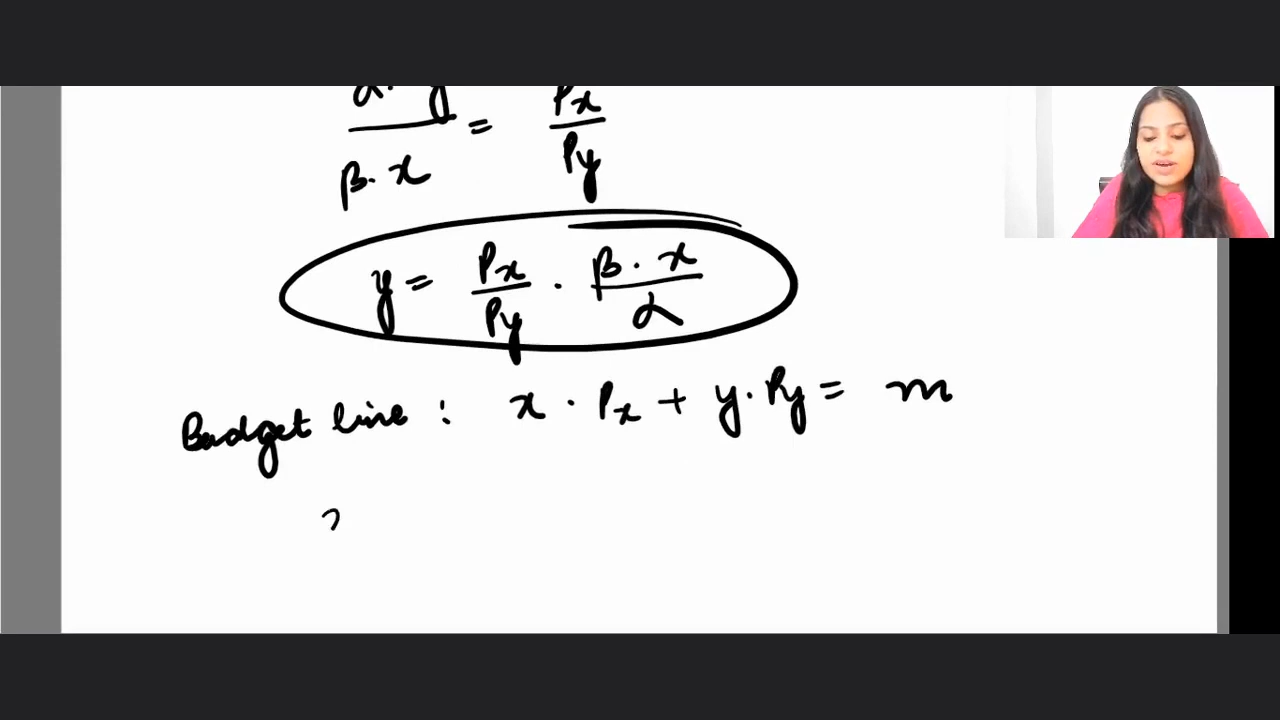 α. y / β. x = Px / Py
y = Px / Py . β. x / α
Budget line : x . Px + y. Py = m